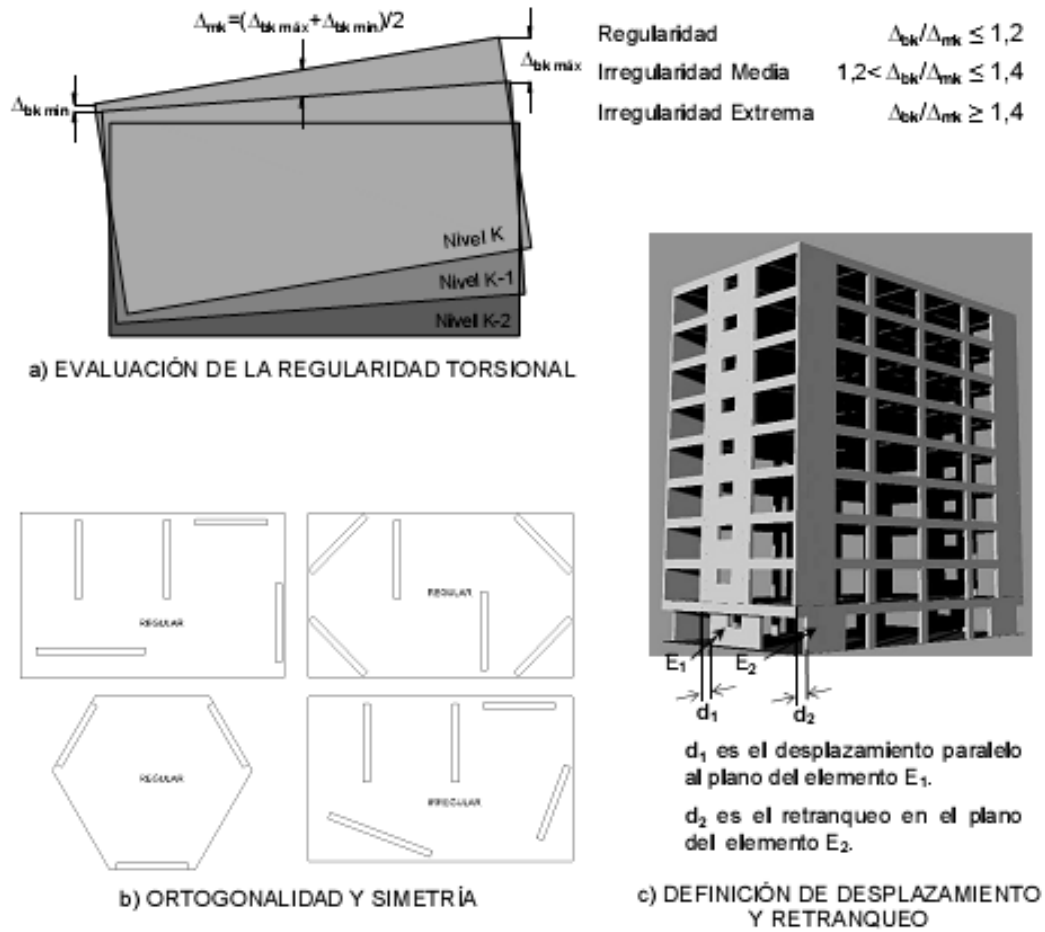 Δmk=(Δbk máx+Δbk mín)/2
Δbk máx
Δbk mín
Nivel K
Nivel K-1
Nivel K-2
a) EVALUACIÓN DE LA REGULARIDAD TORSIONAL
Regularidad Δbk/Δmk ≤ 1,2
Irregularidad Media 1,2< Δbk/Δmk ≤ 1,4
Irregularidad Extrema Δbk/Δmk ≥ 1,4
REGULAR
REGULAR
REGULAR
IRREGULAR
b) ORTOGONALIDAD Y SIMETRÍA
E1 E2
d1 d2
d1 es el desplazamiento paralelo
al plano del elemento E1.
d2 es el retranqueo en el plano
del elemento E2.
c) DEFINICIÓN DE DESPLAZAMIENTO
Y RETRANQUEO